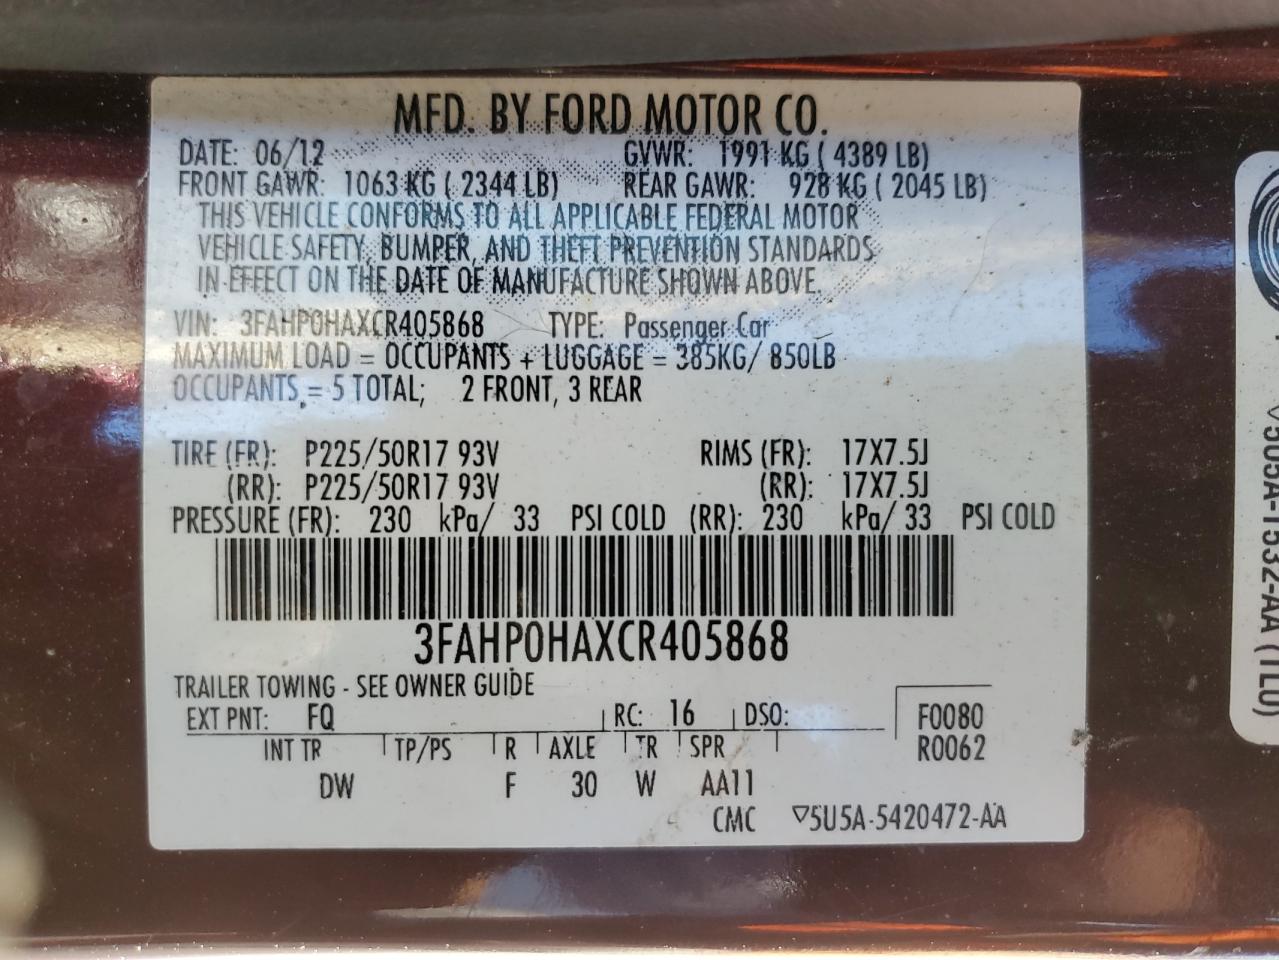 MFD. BY FORD MOTOR CO.
DATE: 06/12 GVWR: 1991 KG ( 4389 LB)
FRONT GAWR: 1063 KG ( 2344 LB) REAR GAWR: 928 KG ( 2045 LB)
THIS VEHICLE CONFORMS TO ALL APPLICABLE FEDERAL MOTOR
VEHICLE SAFETY, BUMPER, AND THEFT PREVENTION STANDARDS
IN EFFECT ON THE DATE OF MANUFACTURE SHOWN ABOVE.
VIN: 3FAHP0HAXCR405868 TYPE: Passenger Car
MAXIMUM LOAD = OCCUPANTS + LUGGAGE = 385KG/ 850LB
OCCUPANTS = 5 TOTAL; 2 FRONT, 3 REAR
TIRE (FR): P225/50R17 93V RIMS (FR): 17X7.5J
(RR): P225/50R17 93V (RR): 17X7.5J
PRESSURE (FR): 230 kPa/ 33 PSI COLD (RR): 230 kPa/ 33 PSI COLD
3FAHP0HAXCR405868
TRAILER TOWING - SEE OWNER GUIDE
EXT PNT: FQ RC: 16 DSO: F0080
INT TR TP/PS R AXLE TR SPR R0062
DW F 30 W AA11
CMC ▽5U5A-5420472-AA
▽5U5A-1532-AA (TL0)